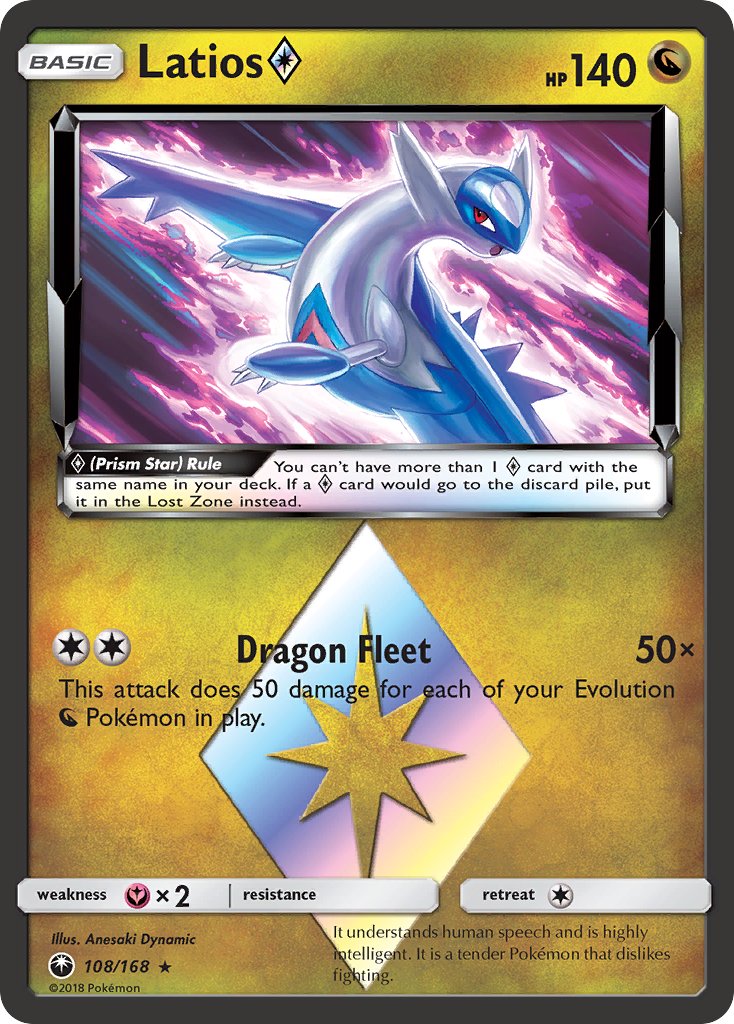 BASIC Latios HP 140
(Prism Star) Rule You can't have more than 1 card with the
same name in your deck. If a card would go to the discard pile, put
it in the Lost Zone instead.
Dragon Fleet 50×
This attack does 50 damage for each of your Evolution
Pokémon in play.
weakness × 2 resistance retreat
Illus. Anesaki Dynamic
108/168 ★
©2018 Pokémon
It understands human speech and is highly
intelligent. It is a tender Pokémon that dislikes
fighting.